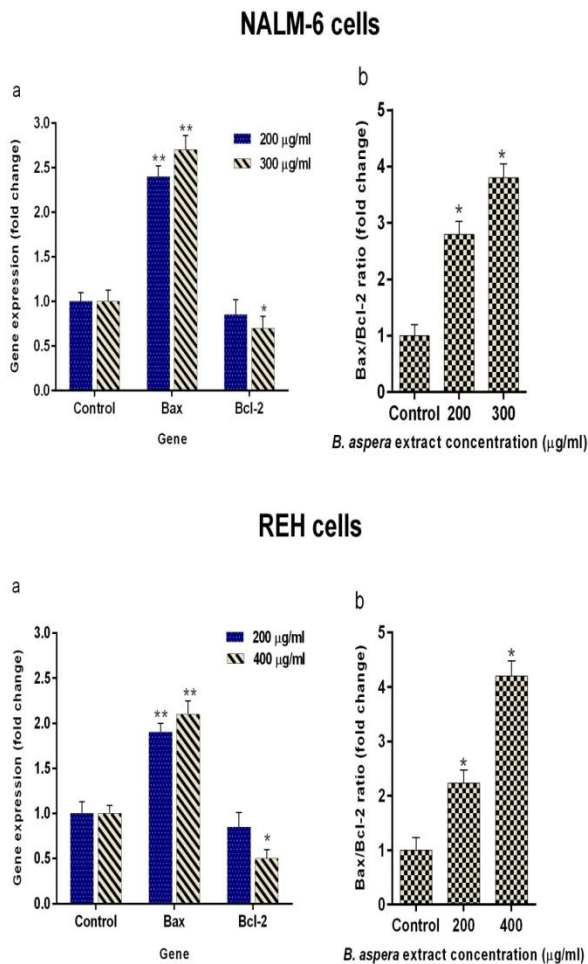 NALM-6 cells
a
Gene expression (fold change)
3.0
2.5
2.0
1.5
1.0
0.5
0.0
** **
*
200 µg/ml
300 µg/ml
Control Bax Bcl-2
Gene
b
Bax/Bcl-2 ratio (fold change)
5
4
3
2
1
0
*
*
Control 200 300
B. aspera extract concentration (µg/ml)
REH cells
a
Gene expression (fold change)
3.0
2.5
2.0
1.5
1.0
0.5
0.0
** **
*
200 µg/ml
400 µg/ml
Control Bax Bcl-2
Gene
b
Bax/Bcl-2 ratio (fold change)
5
4
3
2
1
0
*
*
Control 200 400
B. aspera extract concentration (µg/ml)